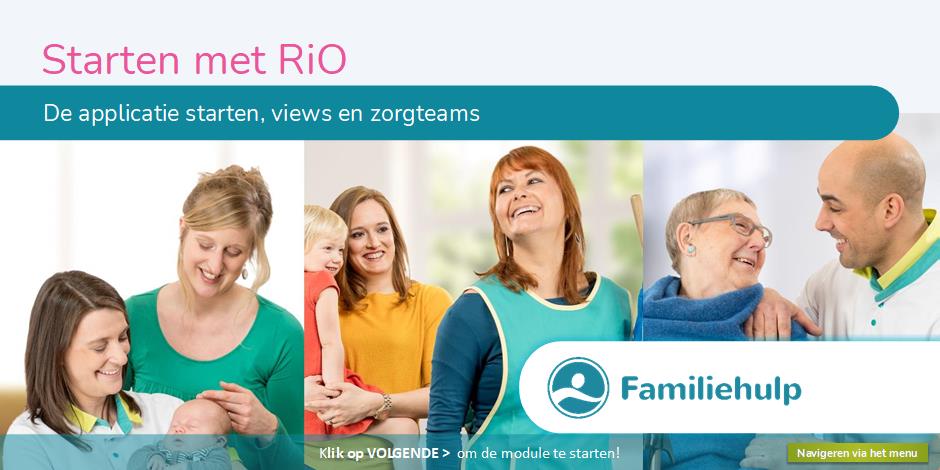 Starten met RiO
De applicatie starten, views en zorgteams
Familiehulp
Klik op VOLGENDE > om de module te starten!
Navigeren via het menu